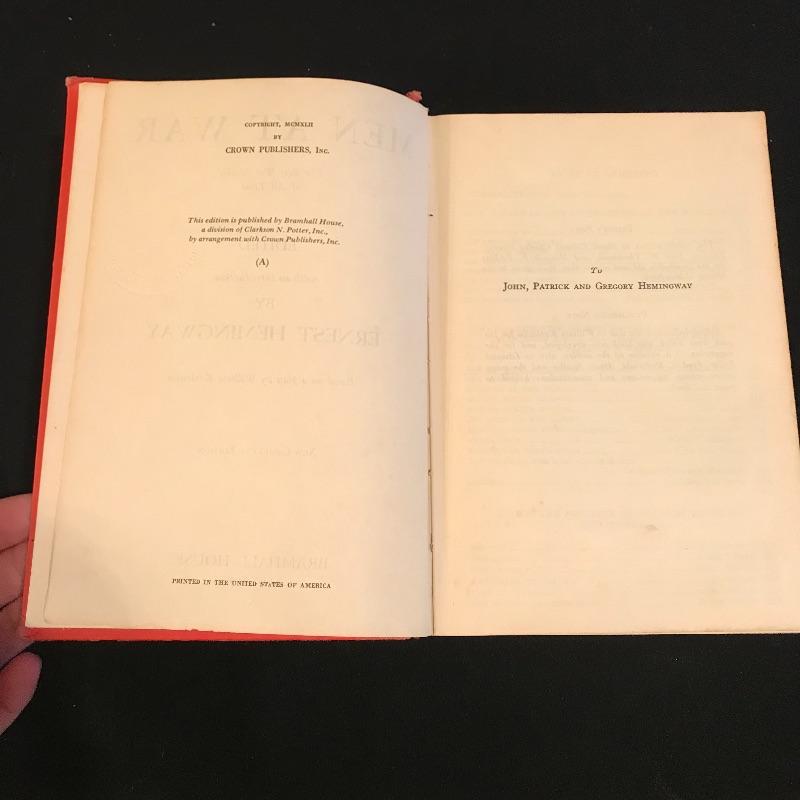 COPYRIGHT, MCMXLII
BY
CROWN PUBLISHERS, INC.
This edition is published by Bramhall House,
a division of Clarkson N. Potter, Inc.,
by arrangement with Crown Publishers, Inc.
(A)
PRINTED IN THE UNITED STATES OF AMERICA
To
JOHN, PATRICK AND GREGORY HEMINGWAY